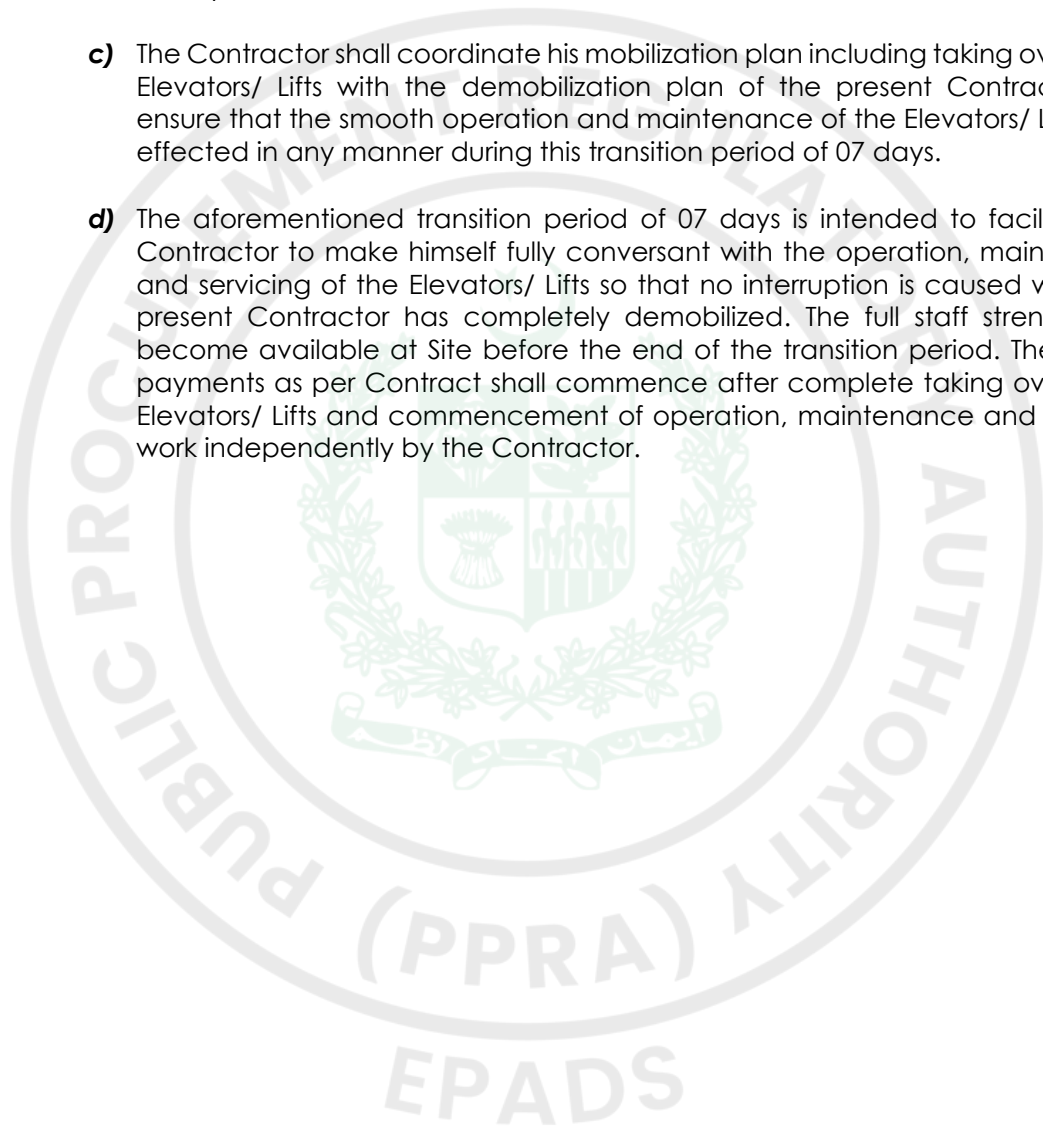 c) The Contractor shall coordinate his mobilization plan including taking ov
Elevators/ Lifts with the demobilization plan of the present Contrac
ensure that the smooth operation and maintenance of the Elevators/ L
effected in any manner during this transition period of 07 days.
d) The aforementioned transition period of 07 days is intended to facil
Contractor to make himself fully conversant with the operation, main
and servicing of the Elevators/ Lifts so that no interruption is caused
present Contractor has completely demobilized. The full staff stren
become available at Site before the end of the transition period. The
payments as per Contract shall commence after complete taking ov
Elevators/ Lifts and commencement of operation, maintenance and
work independently by the Contractor.
PUBLIC PROCUREMENT REGULATORY AUTHORITY
(PPRA)
EPADS